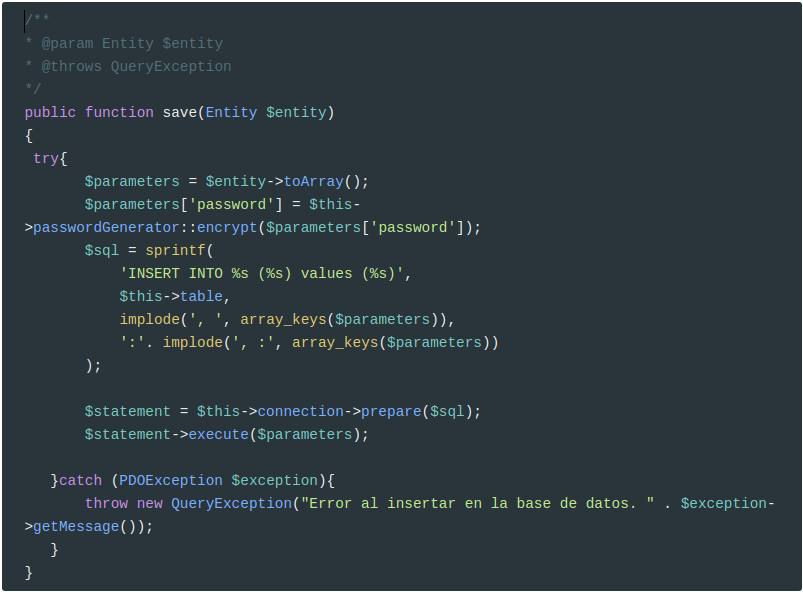 /**
* @param Entity $entity
* @throws QueryException
*/
public function save(Entity $entity)
{
 try{
       $parameters = $entity->toArray();
       $parameters['password'] = $this-
>passwordGenerator::encrypt($parameters['password']);
       $sql = sprintf(
           'INSERT INTO %s (%s) values (%s)',
           $this->table,
           implode(', ', array_keys($parameters)),
           ':'. implode(', :', array_keys($parameters))
       );

       $statement = $this->connection->prepare($sql);
       $statement->execute($parameters);

   }catch (PDOException $exception){
       throw new QueryException("Error al insertar en la base de datos. " . $exception-
>getMessage());
   }
}